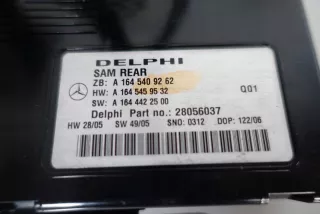 DELPHI
SAM REAR
ZB: A 164 540 92 62
HW: A 164 545 95 32 Q01
SW: A 164 442 25 00
Delphi Part no.: 28056037
HW 28/05 SW 49/05 SNO: 0312 DOP: 122/06